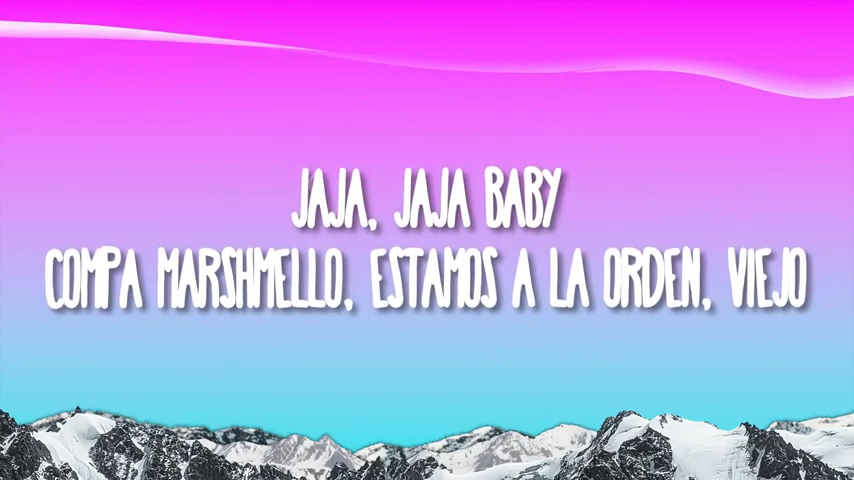 JAJA, JAJA BABY
COMPA MARSHMELLO, ESTAMOS A LA ORDEN, VIEJO